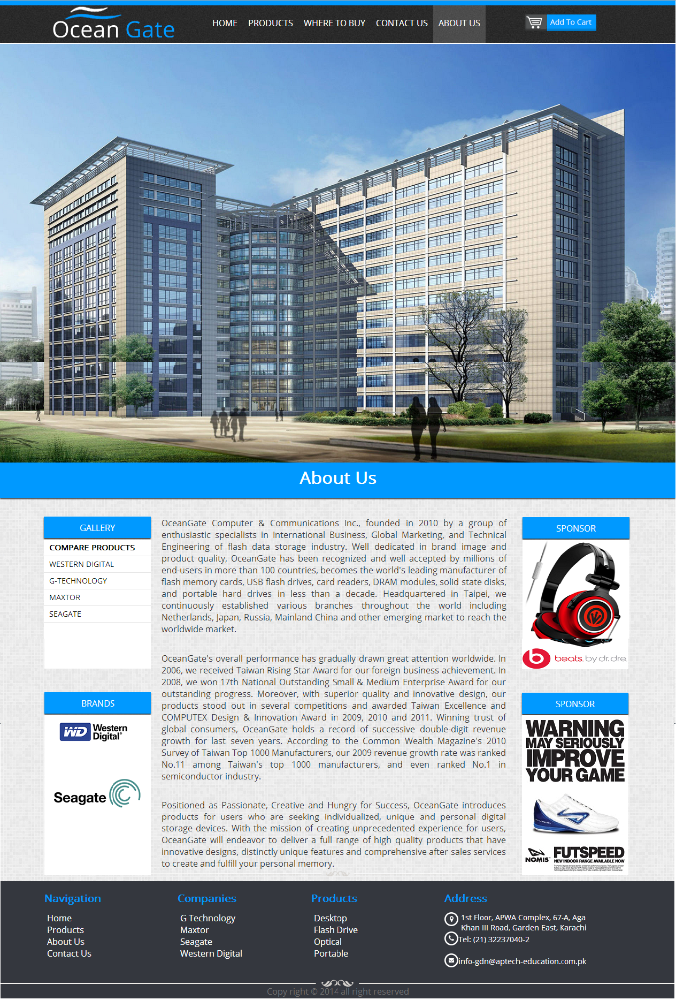 Ocean Gate
HOME PRODUCTS WHERE TO BUY CONTACT US ABOUT US
Add To Cart
About Us
GALLERY
COMPARE PRODUCTS
WESTERN DIGITAL
G-TECHNOLOGY
MAXTOR
SEAGATE
BRANDS
WD Western
Digital
Seagate
OceanGate Computer & Communications Inc., founded in 2010 by a group of
enthusiastic specialists in International Business, Global Marketing, and Technical
Engineering of flash data storage industry. Well dedicated in brand image and
product quality, OceanGate has been recognized and well accepted by millions of
end-users in more than 100 countries, becomes the world's leading manufacturer of
flash memory cards, USB flash drives, card readers, DRAM modules, solid state disks,
and portable hard drives in less than a decade. Headquartered in Taipei, we
continuously established various branches throughout the world including
Netherlands, Japan, Russia, Mainland China and other emerging market to reach the
worldwide market.
OceanGate's overall performance has gradually drawn great attention worldwide. In
2006, we received Taiwan Rising Star Award for our foreign business achievement. In
2008, we won 17th National Outstanding Small & Medium Enterprise Award for our
outstanding progress. Moreover, with superior quality and innovative design, our
products stood out in several competitions and awarded Taiwan Excellence and
COMPUTEX Design & Innovation Award in 2009, 2010 and 2011. Winning trust of
global consumers, OceanGate holds a record of successive double-digit revenue
growth for last seven years. According to the Common Wealth Magazine's 2010
Survey of Taiwan Top 1000 Manufacturers, our 2009 revenue growth rate was ranked
No.11 among Taiwan's top 1000 manufacturers, and even ranked No.1 in
semiconductor industry.
Positioned as Passionate, Creative and Hungry for Success, OceanGate introduces
products for users who are seeking individualized, unique and personal digital
storage devices. With the mission of creating unprecedented experience for users,
OceanGate will endeavor to deliver a full range of high quality products that have
innovative designs, distinctly unique features and comprehensive after sales services
to create and fulfill your personal memory.
SPONSOR
b beats by dr. dre
SPONSOR
WARNING
MAY SERIOUSLY
IMPROVE
YOUR GAME
NOMIS FUTSPEED
NEW INDOOR RANGE AVAILABLE NOW
Navigation
Home
Products
About Us
Contact Us
Companies
G Technology
Maxtor
Seagate
Western Digital
Products
Desktop
Flash Drive
Optical
Portable
Address
1st Floor, APWA Complex, 67-A, Aga
Khan III Road, Garden East, Karachi
Tel: (21) 32237040-2
info-gdn@aptech-education.com.pk
Copy right © 2014 all right reserved